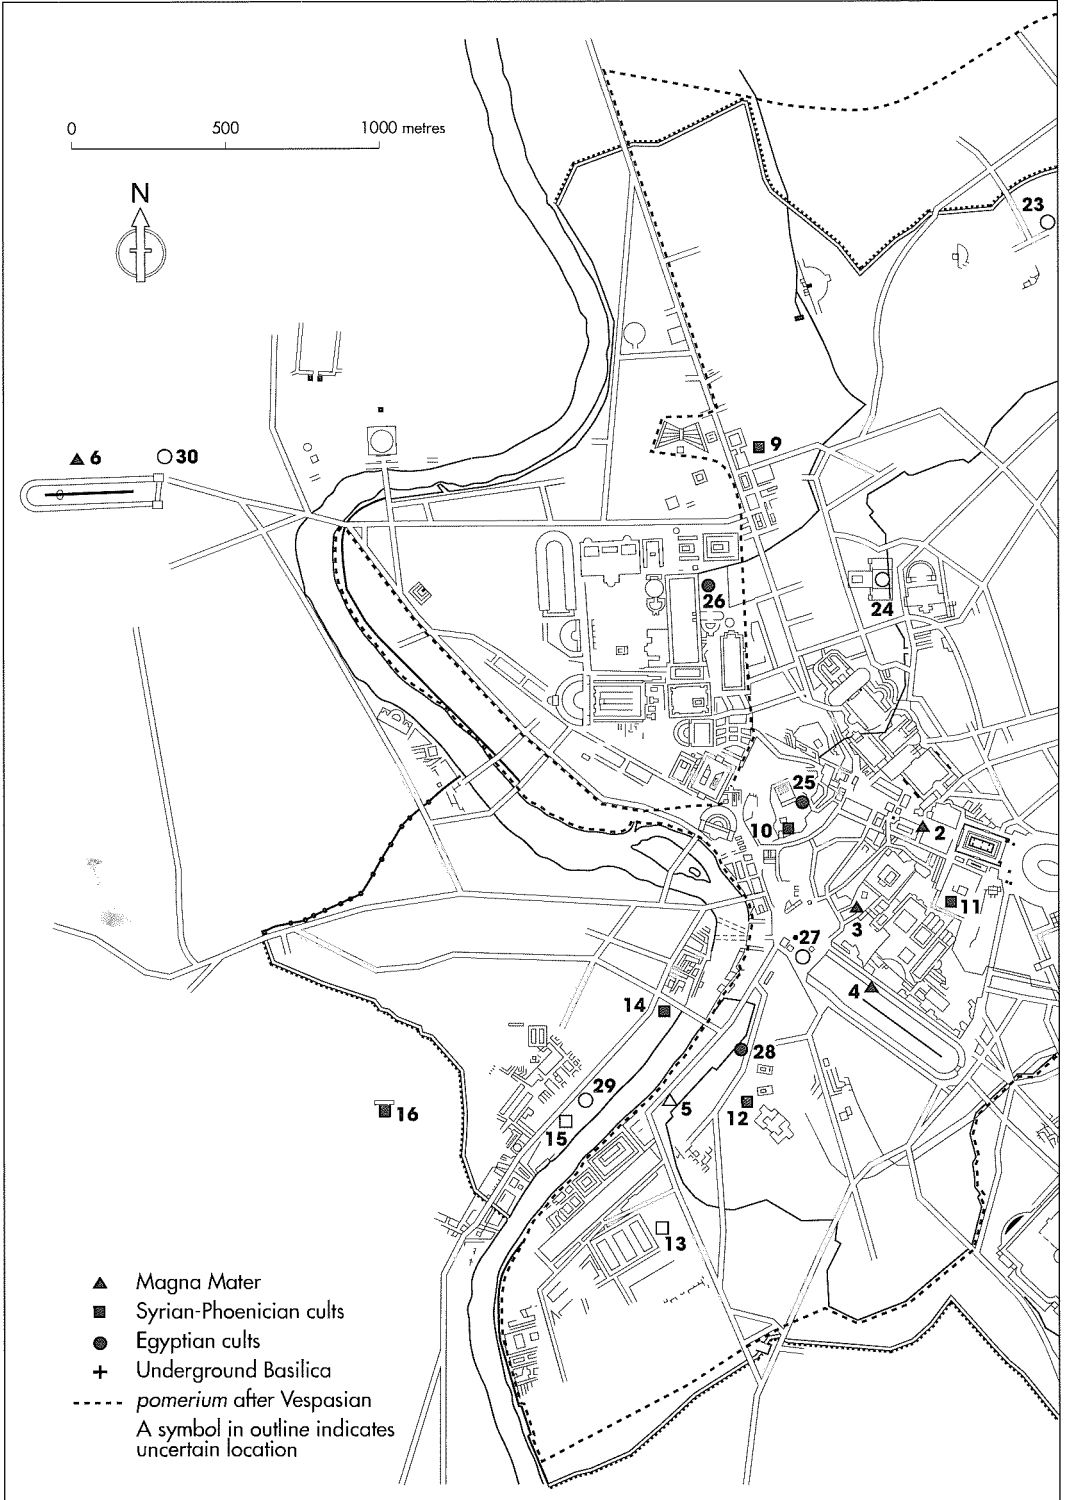 0 500 1000 metres
N
23
9
6
30
26
24
25
10
2
11
3
27
4
14
28
29
5
12
16
15
13
Magna Mater
Syrian-Phoenician cults
Egyptian cults
Underground Basilica
pomerium after Vespasian
A symbol in outline indicates
uncertain location